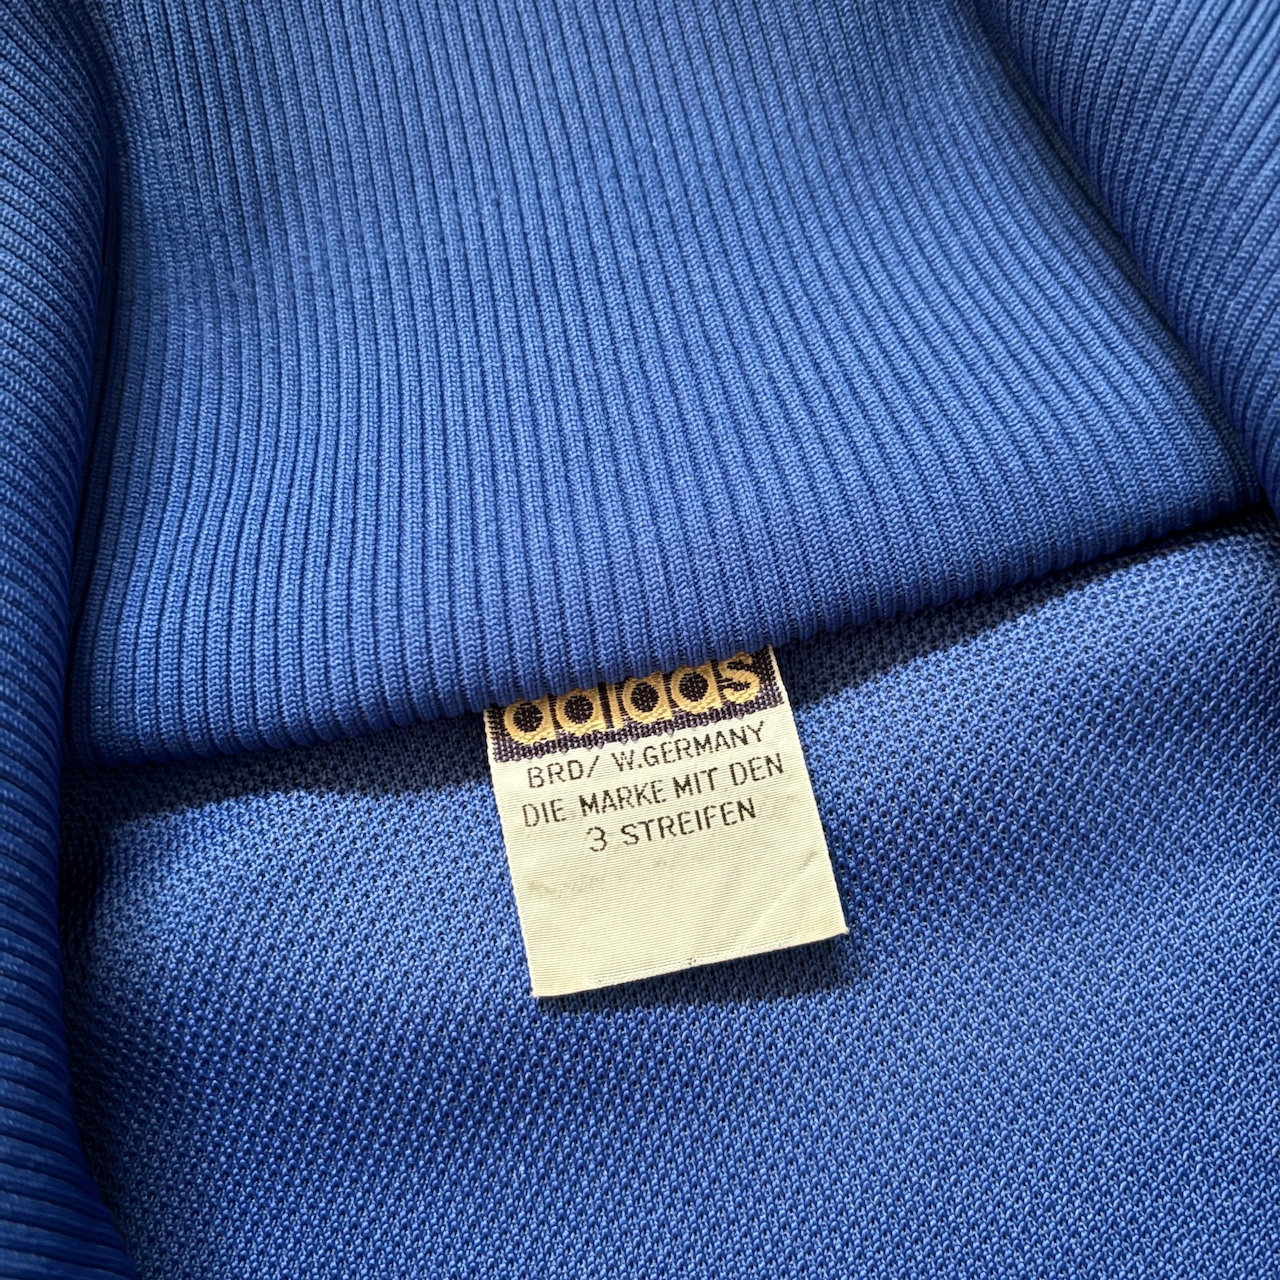 adidas
BRD/ W.GERMANY
DIE MARKE MIT DEN
3 STREIFEN